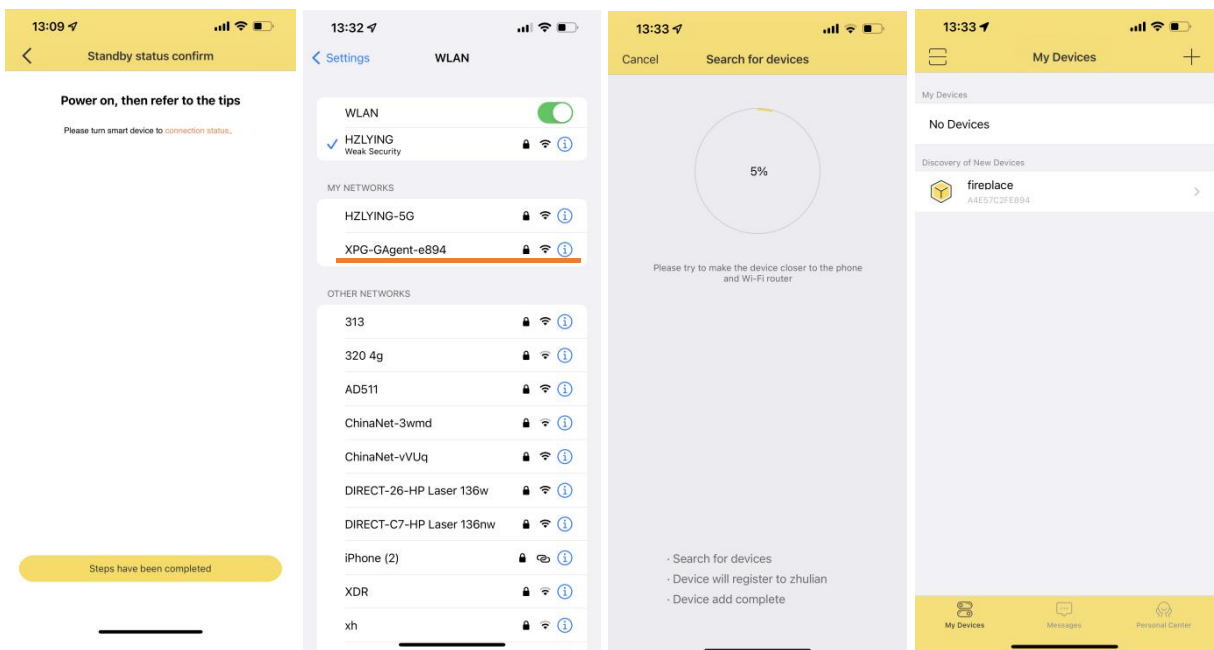 13:09
Standby status confirm
Power on, then refer to the tips
Please turn smart device to connection status。
Steps have been completed
13:32
Settings
WLAN
WLAN
HZLYING
Weak Security
MY NETWORKS
HZLYING-5G
XPG-GAgent-e894
OTHER NETWORKS
313
320 4g
AD511
ChinaNet-3wmd
ChinaNet-vVUq
DIRECT-26-HP Laser 136w
DIRECT-C7-HP Laser 136nw
iPhone (2)
XDR
xh
13:33
Cancel
Search for devices
5%
Please try to make the device closer to the phone
and Wi-Fi router
· Search for devices
· Device will register to zhulian
· Device add complete
13:33
My Devices
My Devices
No Devices
Discovery of New Devices
fireplace
A4E57C2FE894
My Devices
Messages
Personal Center